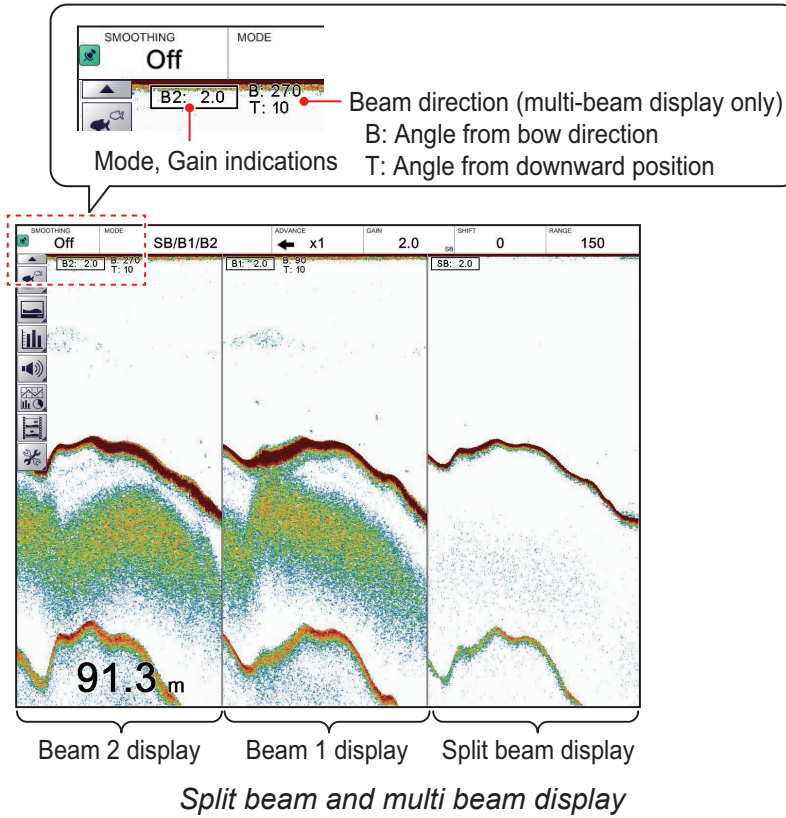 SMOOTHING
Off
MODE
B2: 2.0
B: 270
T: 10
Beam direction (multi-beam display only)
B: Angle from bow direction
T: Angle from downward position
Mode, Gain indications
SMOOTHING
Off
MODE
SB/B1/B2
ADVANCE
x1
GAIN
2.0
SB
SHIFT
0
RANGE
150
B2: 2.0
B: 270
T: 10
B1: 2.0
B: 90
T: 10
SB: 2.0
91.3 m
Beam 2 display
Beam 1 display
Split beam display
Split beam and multi beam display